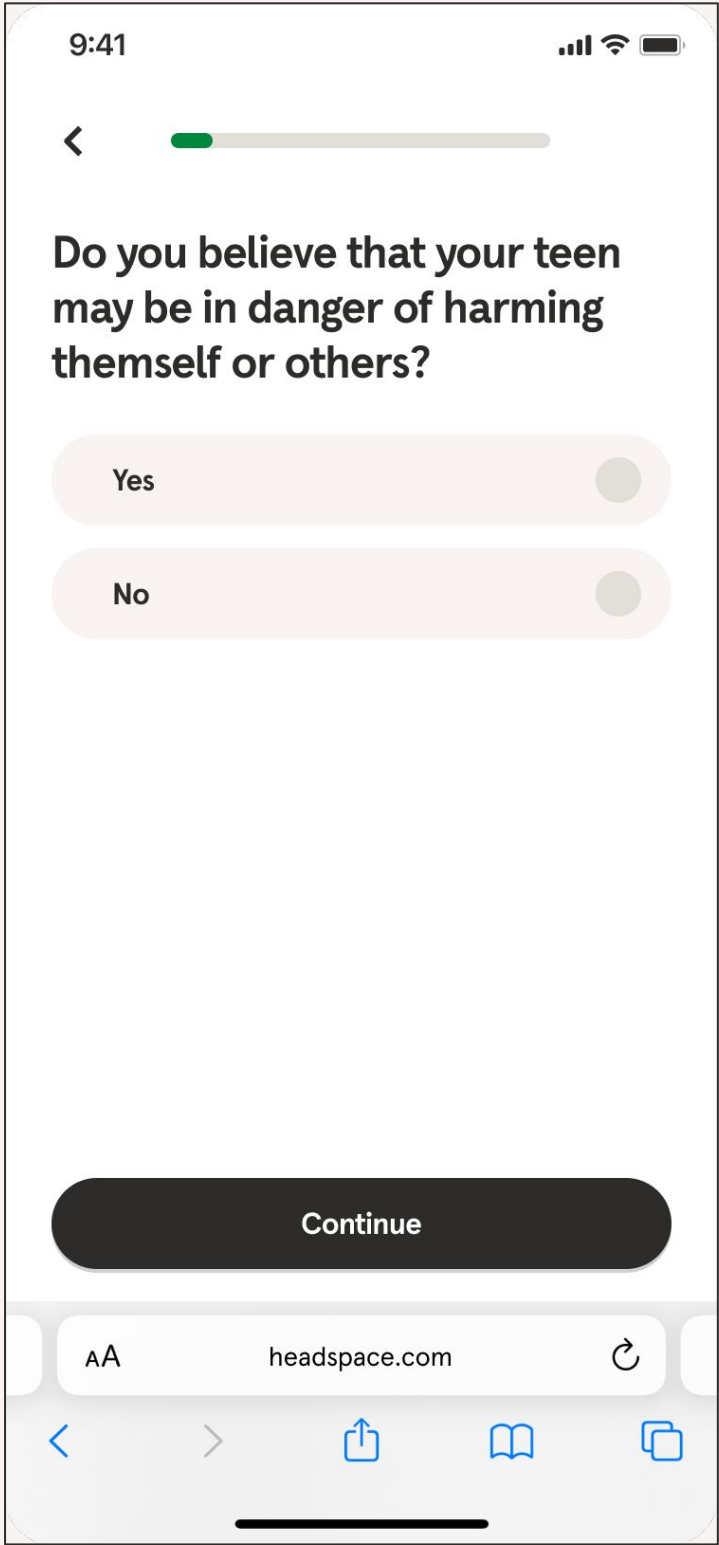 9:41
Do you believe that your teen
may be in danger of harming
themself or others?
Yes
No
Continue
AA
headspace.com